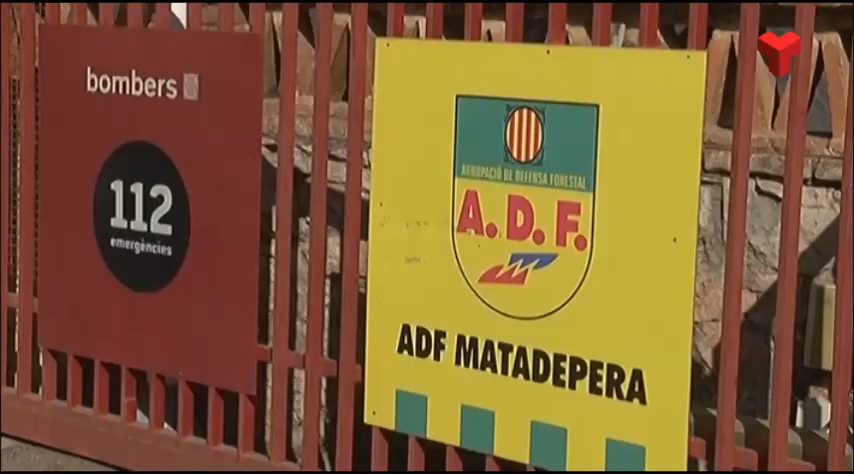 bombers
112
emergències
AGRUPACIÓ DE DEFENSA FORESTAL
A.D.F.
ADF MATADEPERA